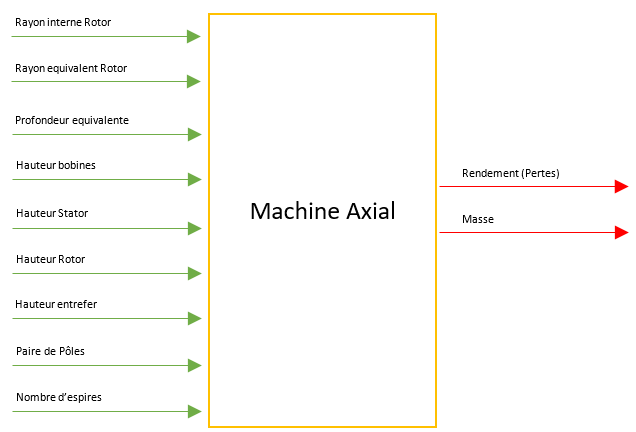 Rayon interne Rotor
Rayon equivalent Rotor
Profondeur equivalente
Hauteur bobines
Hauteur Stator
Hauteur Rotor
Hauteur entrefer
Paire de Pôles
Nombre d’espires
Machine Axial
Rendement (Pertes)
Masse